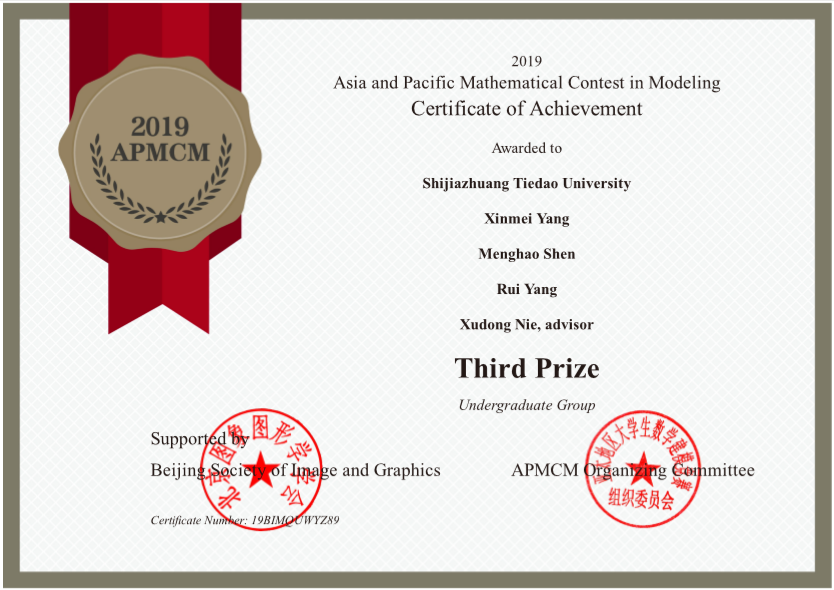 2019
APMCM
2019
Asia and Pacific Mathematical Contest in Modeling
Certificate of Achievement
Awarded to
Shijiazhuang Tiedao University
Xinmei Yang
Menghao Shen
Rui Yang
Xudong Nie, advisor
Third Prize
Undergraduate Group
Supported by
Beijing Society of Image and Graphics
北京图象图形学学会
Certificate Number: 19BIMQUWYZ89
APMCM Organizing Committee
亚太地区大学生数学建模竞赛
组织委员会